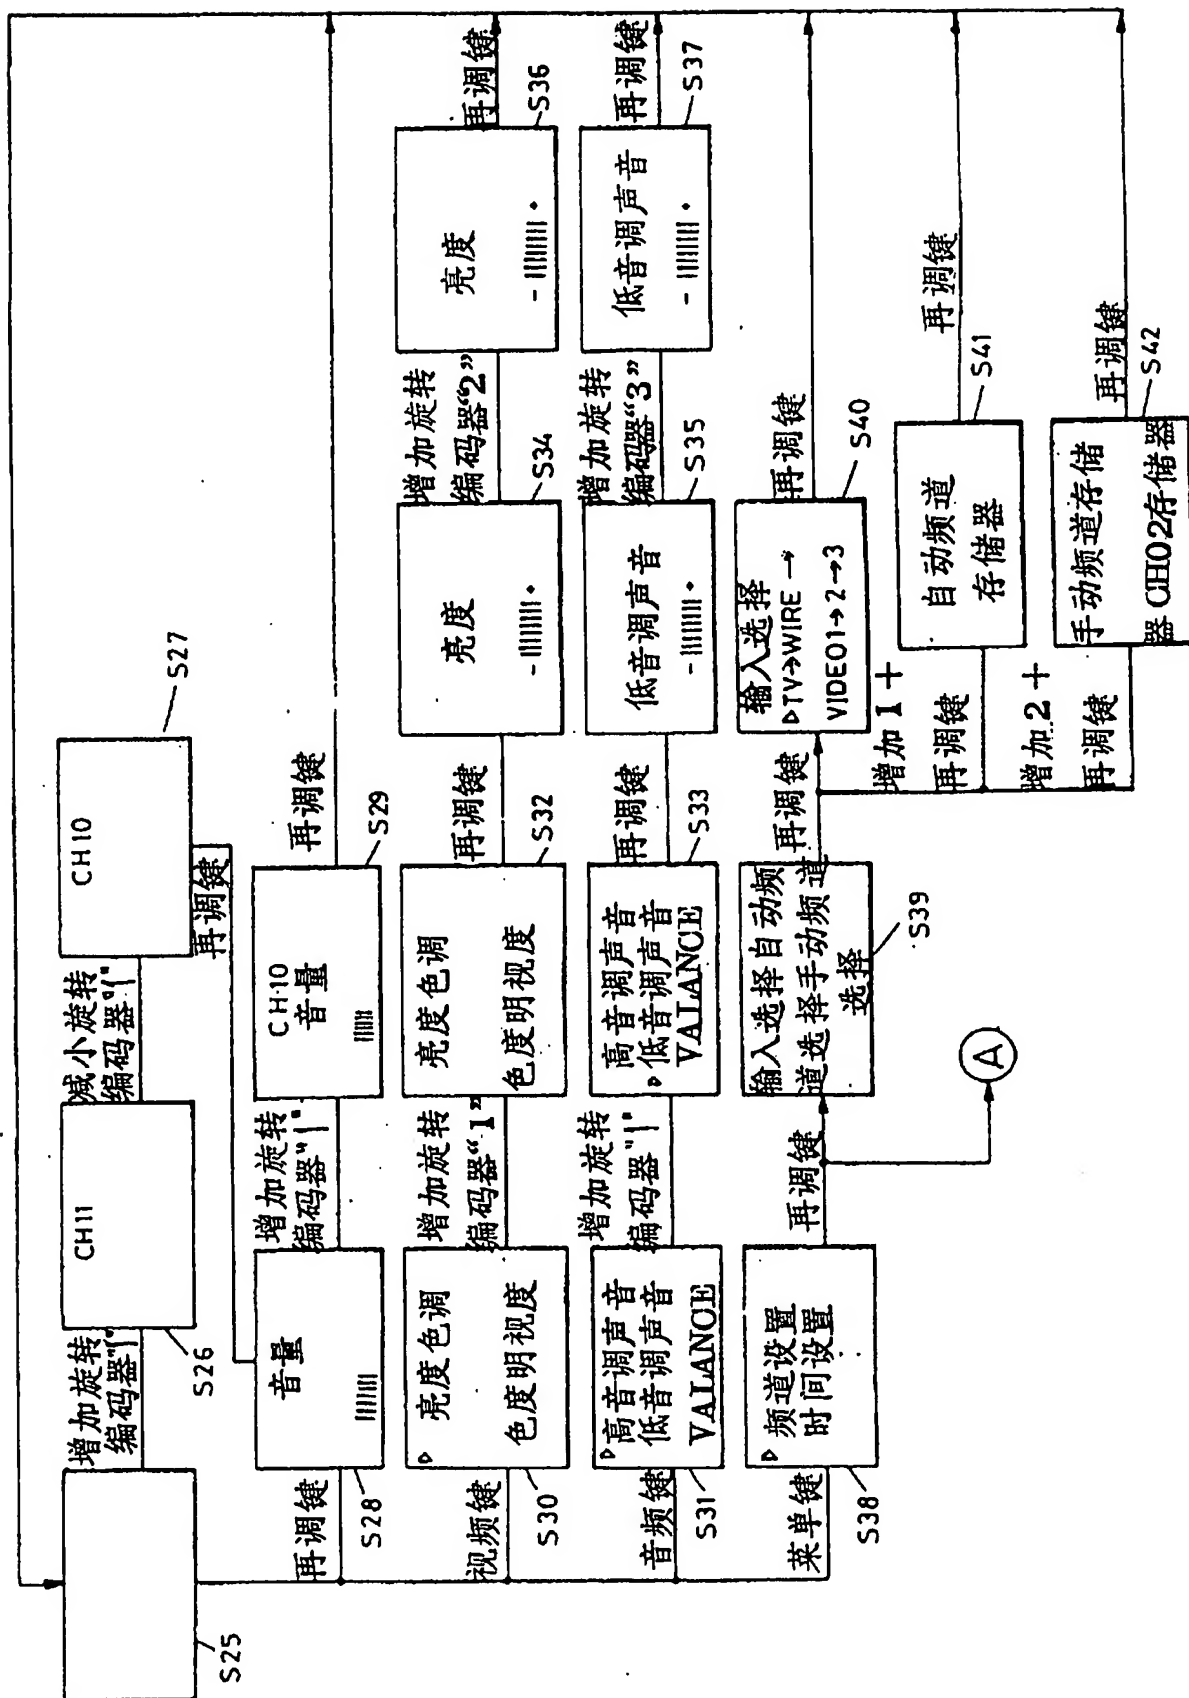 增加旋转
编码器"1"
减小旋转
编码器"1"
CH11
CH10
再调键
S25
S26
S27
再调键
音量
S28
增加旋转
编码器"1"
CH10
音量
S29
再调键
视频键
亮度色调
色度明视度
S30
增加旋转
编码器“1”
亮度色调
色度明视度
S32
再调键
亮度
S34
增加旋转
编码器“2”
亮度
S36
再调键
音频键
高音调声音
低音调声音
VALANCE
S31
增加旋转
编码器"1"
高音调声音
低音调声音
VALANCE
S33
再调键
低音调声音
S35
增加旋转
编码器“3”
低音调声音
S37
再调键
菜单键
频道设置
时间设置
S38
再调键
A
输入选择自动频
道选择手动频道
选择
S39
再调键
输入选择
TV→WIRE→
VIDEO1→2→3
S40
再调键
增加1+
再调键
自动频道
存储器
S41
再调键
增加2+
再调键
手动频道存储
器CH02存储器
S42
再调键